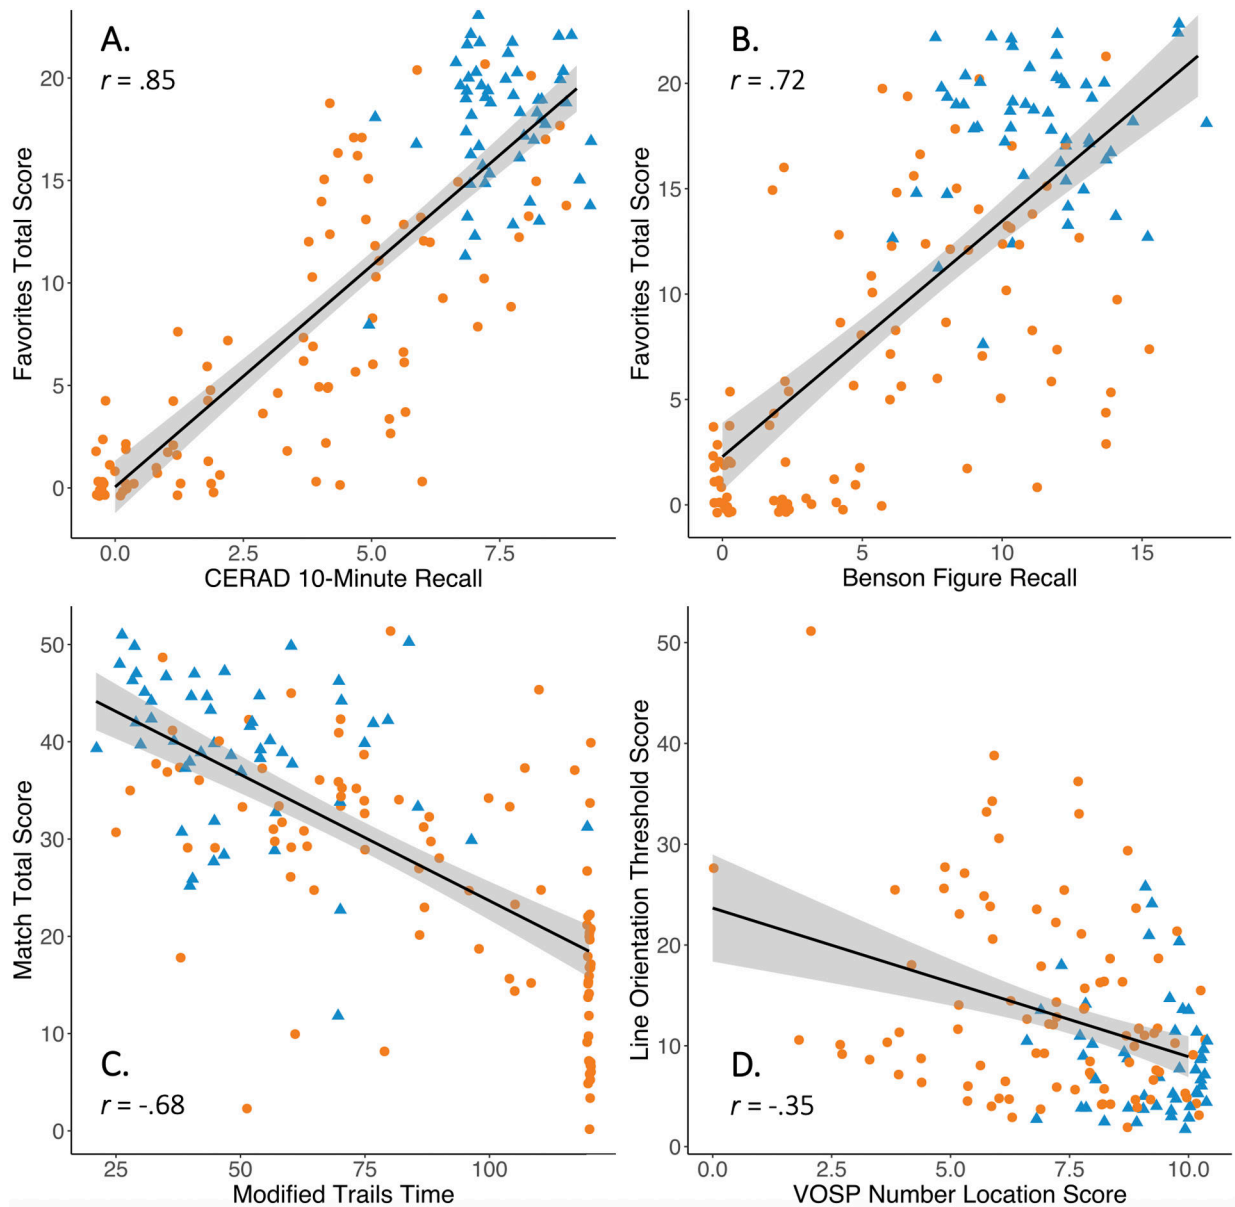 A.
r = .85
Favorites Total Score
20
15
10
5
0
0.0 2.5 5.0 7.5
CERAD 10-Minute Recall
B.
r = .72
Favorites Total Score
20
15
10
5
0
0 5 10 15
Benson Figure Recall
C.
r = -.68
Match Total Score
50
40
30
20
10
0
25 50 75 100
Modified Trails Time
D.
r = -.35
Line Orientation Threshold Score
50
40
30
20
10
0
0.0 2.5 5.0 7.5 10.0
VOSP Number Location Score